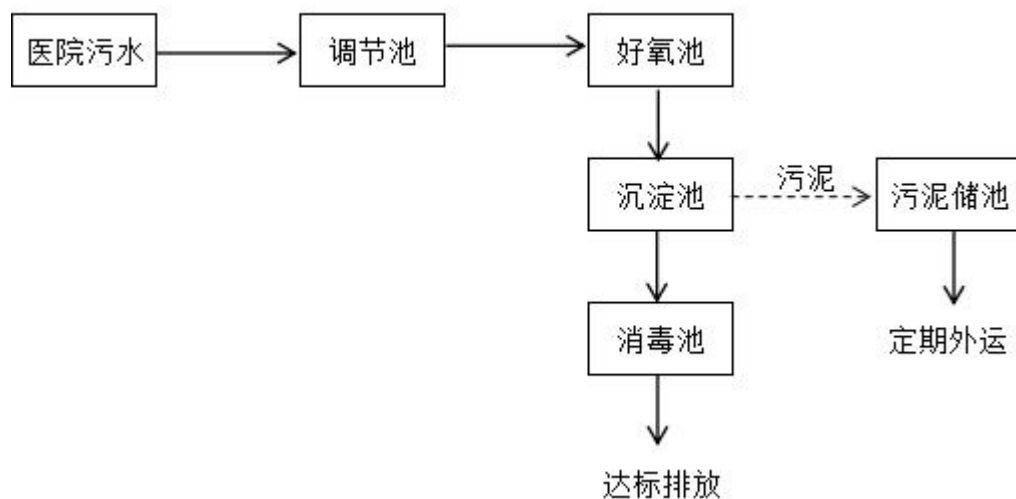 医院污水
调节池
好氧池
沉淀池
污泥
污泥储池
消毒池
定期外运
达标排放